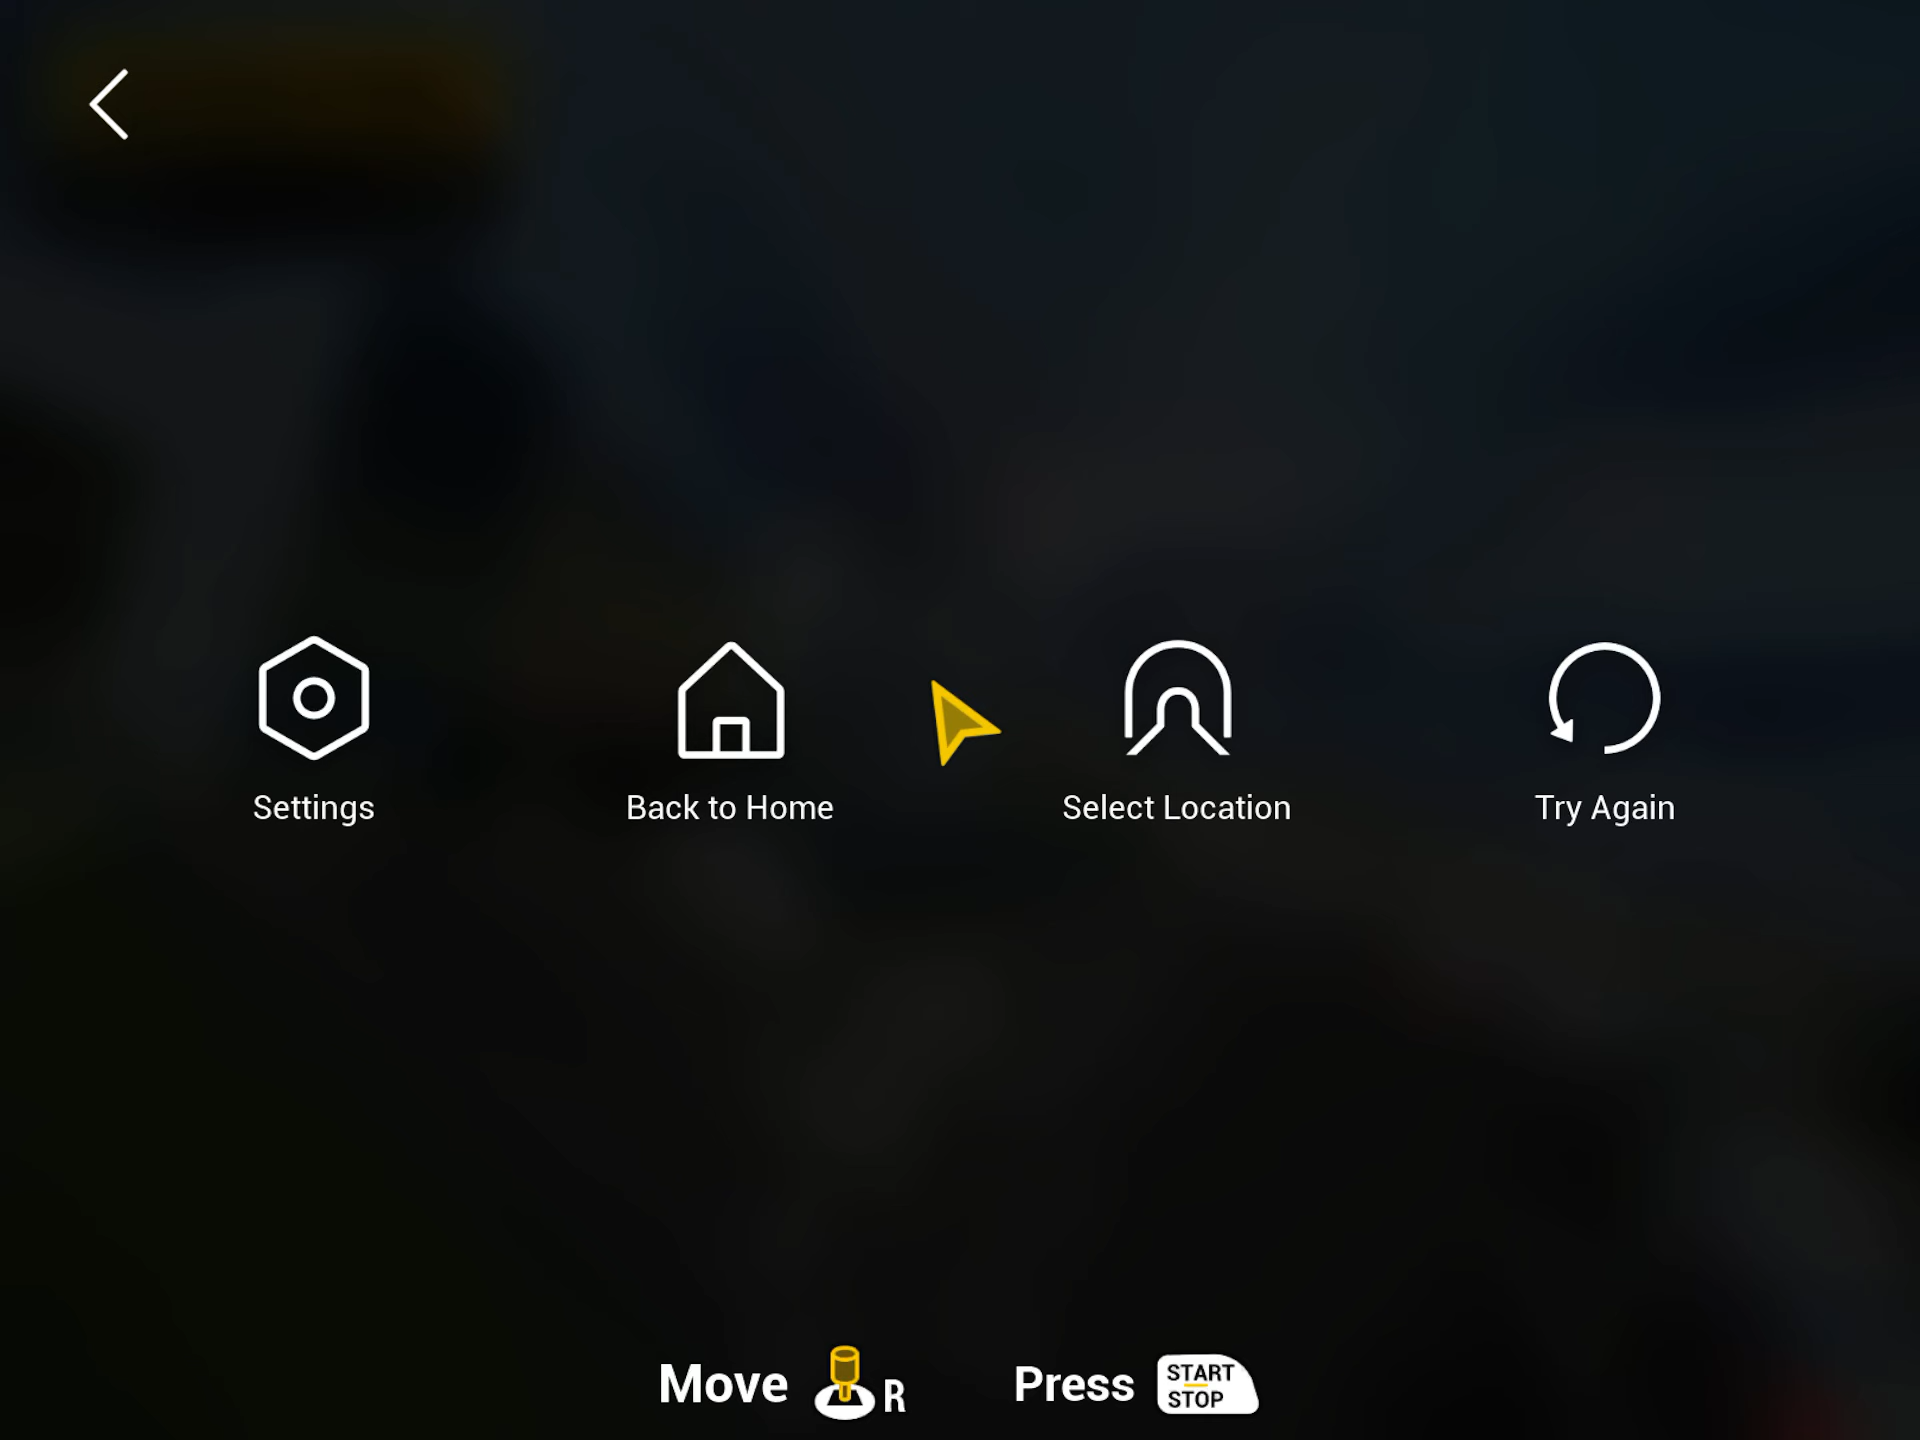 Settings
Back to Home
Select Location
Try Again
Move R Press START
STOP